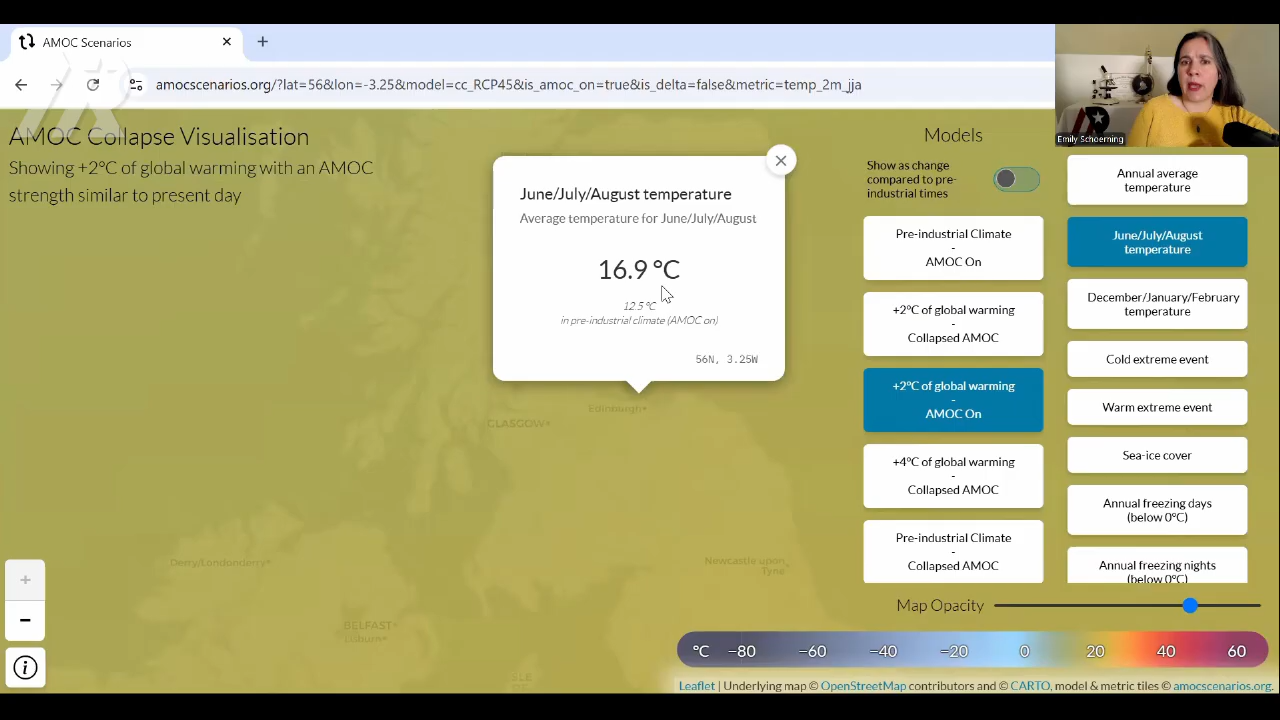 AMOC Scenarios
amocscenarios.org/?lat=56&lon=-3.25&model=cc_RCP45&is_amoc_on=true&is_delta=false&metric=temp_2m_jja
Emily Schoerning
AMOC Collapse Visualisation
Showing +2°C of global warming with an AMOC
strength similar to present day
June/July/August temperature
Average temperature for June/July/August
16.9 °C
12.5 °C
in pre-industrial climate (AMOC on)
56N, 3.25W
Edinburgh
GLASGOW
Derry/Londonderry
Newcastle upon
Tyne
BELFAST
Lisburn
ISLE
OF
Models
Show as change
compared to pre-
industrial times
Pre-industrial Climate
-
AMOC On
+2°C of global warming
-
Collapsed AMOC
+2°C of global warming
-
AMOC On
+4°C of global warming
-
Collapsed AMOC
Pre-industrial Climate
-
Collapsed AMOC
Annual average
temperature
June/July/August
temperature
December/January/February
temperature
Cold extreme event
Warm extreme event
Sea-ice cover
Annual freezing days
(below 0°C)
Annual freezing nights
(below 0°C)
Map Opacity
°C -80 -60 -40 -20 0 20 40 60
Leaflet | Underlying map © OpenStreetMap contributors and © CARTO, model & metric tiles © amocscenarios.org.
+
−
i